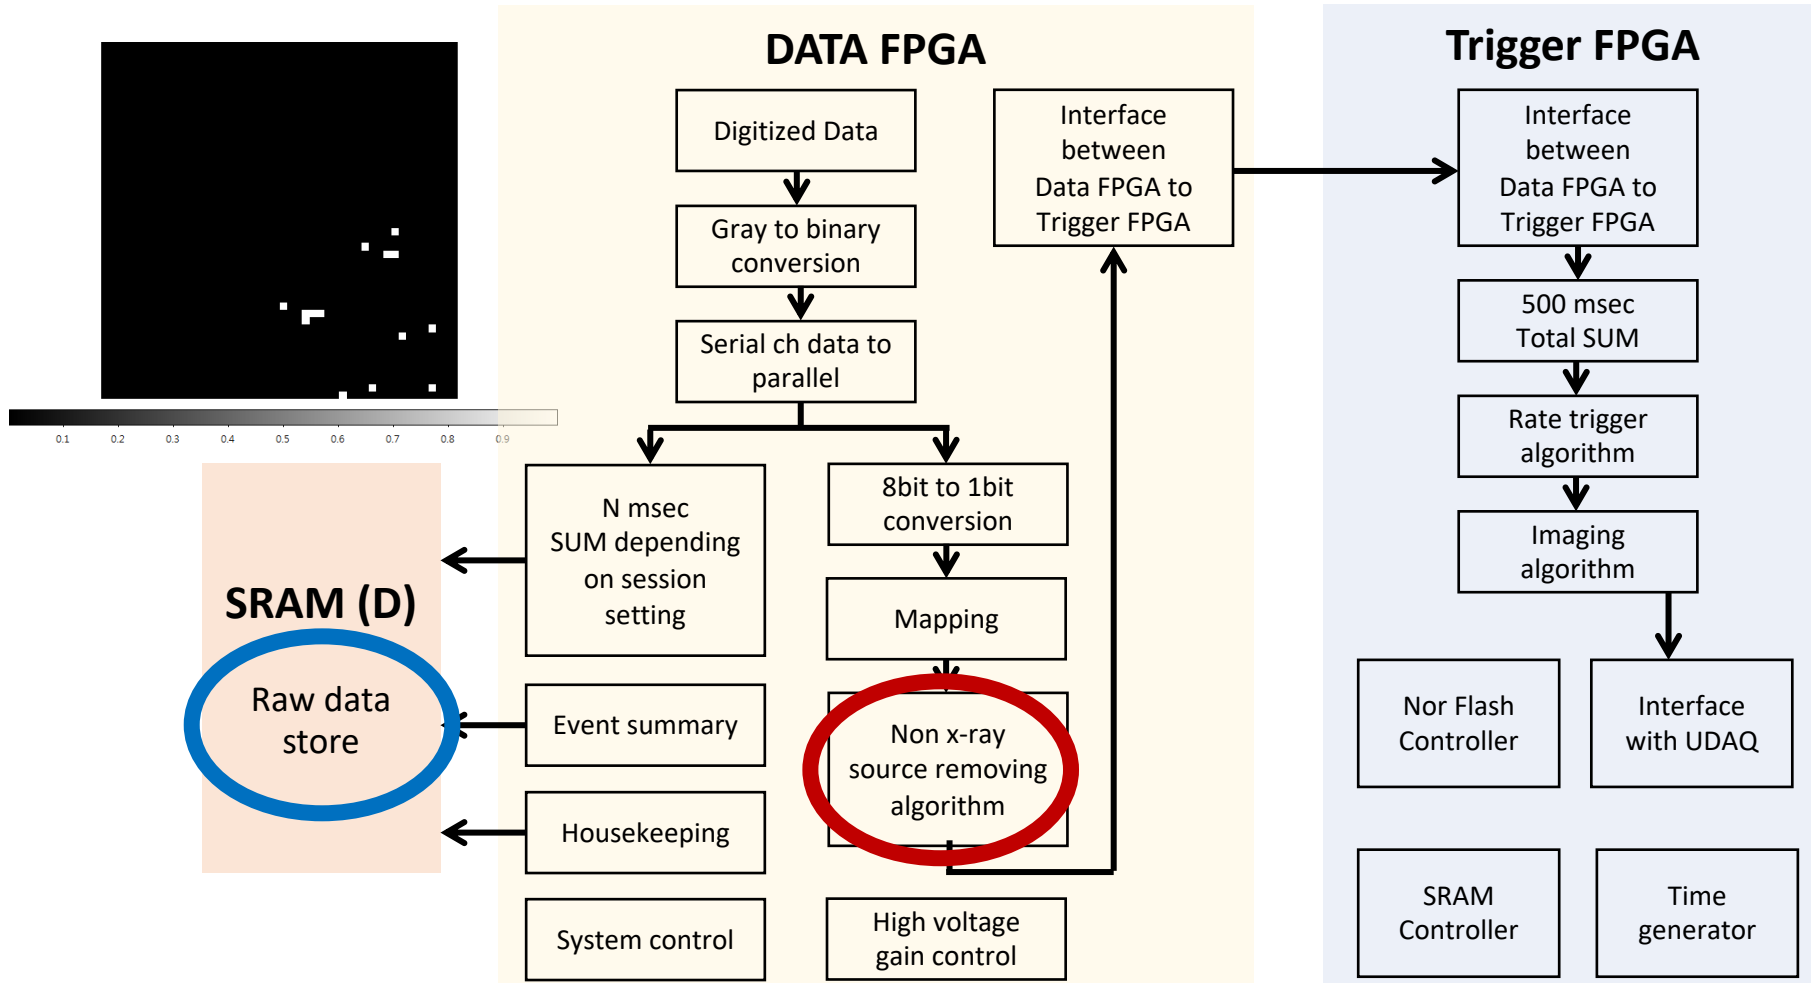 DATA FPGA
Digitized Data
Gray to binary
conversion
Serial ch data to
parallel
N msec
SUM depending
on session
setting
Event summary
Housekeeping
System control
8bit to 1bit
conversion
Mapping
Non x-ray
source removing
algorithm
High voltage
gain control
Interface
between
Data FPGA to
Trigger FPGA
0.1
0.2
0.3
0.4
0.5
0.6
0.7
0.8
0.9
SRAM (D)
Raw data
store
Trigger FPGA
Interface
between
Data FPGA to
Trigger FPGA
500 msec
Total SUM
Rate trigger
algorithm
Imaging
algorithm
Nor Flash
Controller
Interface
with UDAQ
SRAM
Controller
Time
generator